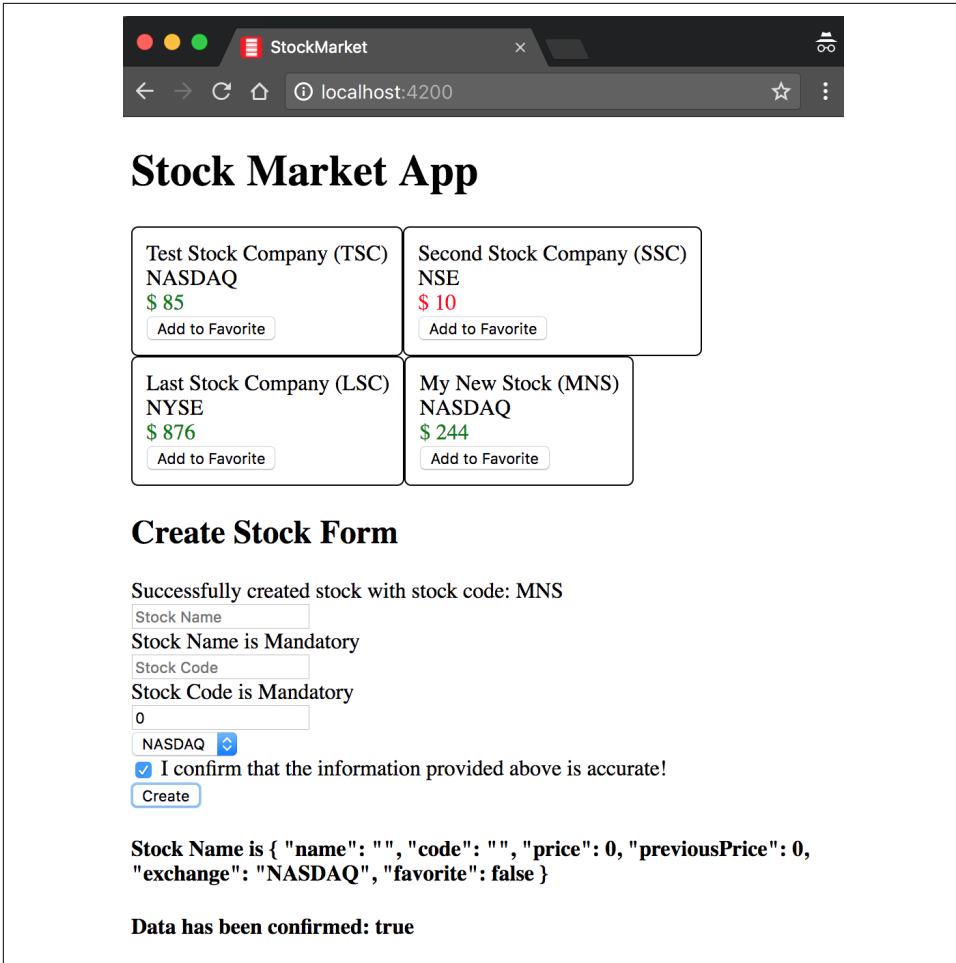 StockMarket
localhost:4200
Stock Market App
Test Stock Company (TSC)
NASDAQ
$ 85
Add to Favorite
Second Stock Company (SSC)
NSE
$ 10
Add to Favorite
Last Stock Company (LSC)
NYSE
$ 876
Add to Favorite
My New Stock (MNS)
NASDAQ
$ 244
Add to Favorite
Create Stock Form
Successfully created stock with stock code: MNS
Stock Name
Stock Name is Mandatory
Stock Code
Stock Code is Mandatory
0
NASDAQ
I confirm that the information provided above is accurate!
Create
Stock Name is { "name": "", "code": "", "price": 0, "previousPrice": 0,
"exchange": "NASDAQ", "favorite": false }
Data has been confirmed: true